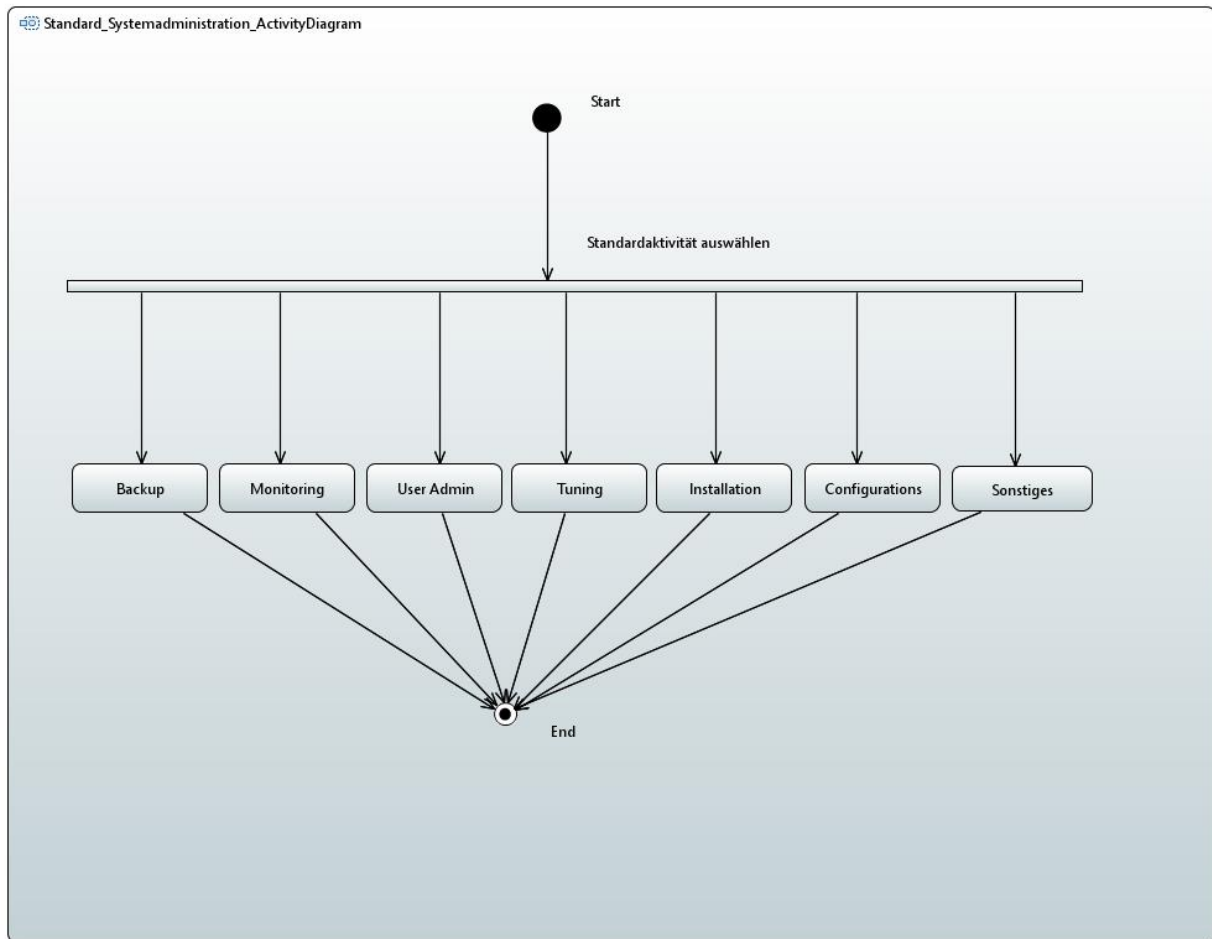 Standard_Systemadministration_ActivityDiagram
Start
Standardaktivität auswählen
Backup
Monitoring
User Admin
Tuning
Installation
Configurations
Sonstiges
End